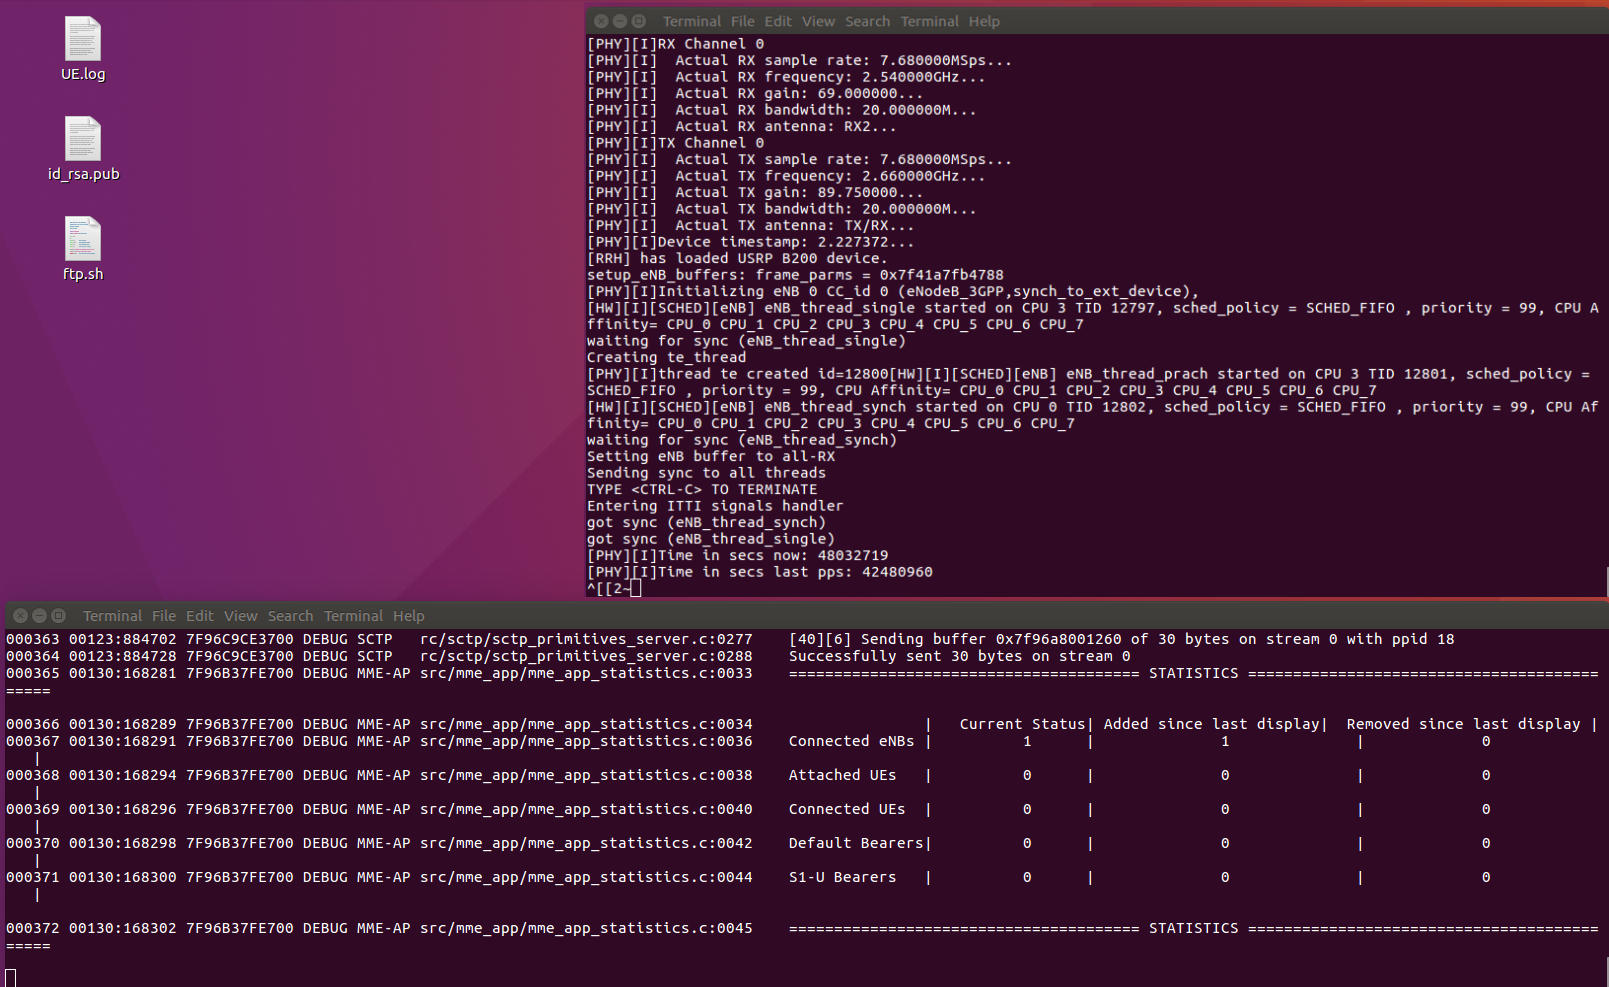 UE.log
id_rsa.pub
ftp.sh
Terminal File Edit View Search Terminal Help
[PHY][I]RX Channel 0
[PHY][I]  Actual RX sample rate: 7.680000MSps...
[PHY][I]  Actual RX frequency: 2.540000GHz...
[PHY][I]  Actual RX gain: 69.000000...
[PHY][I]  Actual RX bandwidth: 20.000000M...
[PHY][I]  Actual RX antenna: RX2...
[PHY][I]TX Channel 0
[PHY][I]  Actual TX sample rate: 7.680000MSps...
[PHY][I]  Actual TX frequency: 2.660000GHz...
[PHY][I]  Actual TX gain: 89.750000...
[PHY][I]  Actual TX bandwidth: 20.000000M...
[PHY][I]  Actual TX antenna: TX/RX...
[PHY][I]Device timestamp: 2.227372...
[RRH] has loaded USRP B200 device.
setup_eNB_buffers: frame_parms = 0x7f41a7fb4788
[PHY][I]Initializing eNB 0 CC_id 0 (eNodeB_3GPP,synch_to_ext_device),
[HW][I][SCHED][eNB] eNB_thread_single started on CPU 3 TID 12797, sched_policy = SCHED_FIFO , priority = 99, CPU A
ffinity= CPU_0 CPU_1 CPU_2 CPU_3 CPU_4 CPU_5 CPU_6 CPU_7
waiting for sync (eNB_thread_single)
Creating te_thread
[PHY][I]thread te created id=12800[HW][I][SCHED][eNB] eNB_thread_prach started on CPU 3 TID 12801, sched_policy =
SCHED_FIFO , priority = 99, CPU Affinity= CPU_0 CPU_1 CPU_2 CPU_3 CPU_4 CPU_5 CPU_6 CPU_7
[HW][I][SCHED][eNB] eNB_thread_synch started on CPU 0 TID 12802, sched_policy = SCHED_FIFO , priority = 99, CPU Af
finity= CPU_0 CPU_1 CPU_2 CPU_3 CPU_4 CPU_5 CPU_6 CPU_7
waiting for sync (eNB_thread_synch)
Setting eNB buffer to all-RX
Sending sync to all threads
TYPE <CTRL-C> TO TERMINATE
Entering ITTI signals handler
got sync (eNB_thread_synch)
got sync (eNB_thread_single)
[PHY][I]Time in secs now: 48032719
[PHY][I]Time in secs last pps: 42480960
^[[2~
Terminal File Edit View Search Terminal Help
000363 00123:884702 7F96C9CE3700 DEBUG SCTP   rc/sctp/sctp_primitives_server.c:0277    [40][6] Sending buffer 0x7f96a8001260 of 30 bytes on stream 0 with ppid 18
000364 00123:884728 7F96C9CE3700 DEBUG SCTP   rc/sctp/sctp_primitives_server.c:0288    Successfully sent 30 bytes on stream 0
000365 00130:168281 7F96B37FE700 DEBUG MME-AP src/mme_app/mme_app_statistics.c:0033    ======================================= STATISTICS =======================================
=====
000366 00130:168289 7F96B37FE700 DEBUG MME-AP src/mme_app/mme_app_statistics.c:0034                   |   Current Status| Added since last display|  Removed since last display |
000367 00130:168291 7F96B37FE700 DEBUG MME-AP src/mme_app/mme_app_statistics.c:0036    Connected eNBs |          1      |              1              |             0
|
000368 00130:168294 7F96B37FE700 DEBUG MME-AP src/mme_app/mme_app_statistics.c:0038    Attached UEs   |          0      |              0              |             0
|
000369 00130:168296 7F96B37FE700 DEBUG MME-AP src/mme_app/mme_app_statistics.c:0040    Connected UEs  |          0      |              0              |             0
|
000370 00130:168298 7F96B37FE700 DEBUG MME-AP src/mme_app/mme_app_statistics.c:0042    Default Bearers|          0      |              0              |             0
|
000371 00130:168300 7F96B37FE700 DEBUG MME-AP src/mme_app/mme_app_statistics.c:0044    S1-U Bearers   |          0      |              0              |             0
|
000372 00130:168302 7F96B37FE700 DEBUG MME-AP src/mme_app/mme_app_statistics.c:0045    ======================================= STATISTICS =======================================
=====